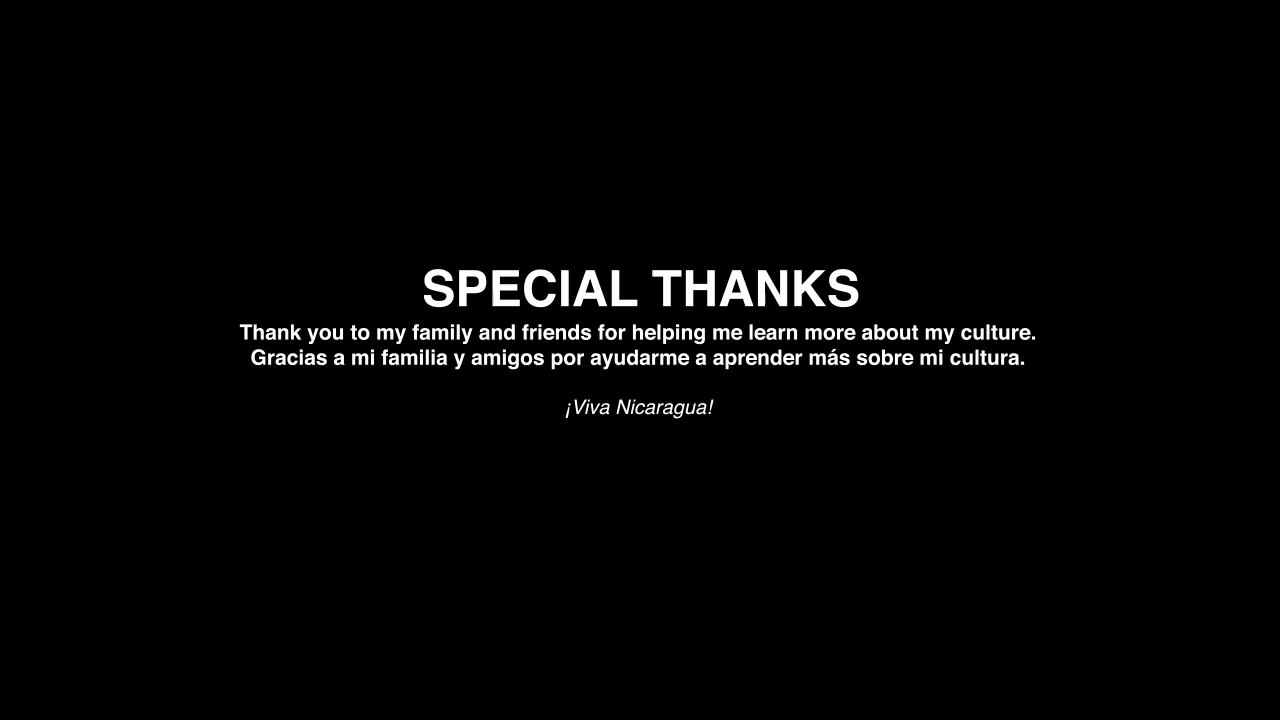 SPECIAL THANKS
Thank you to my family and friends for helping me learn more about my culture.
Gracias a mi familia y amigos por ayudarme a aprender más sobre mi cultura.
¡Viva Nicaragua!